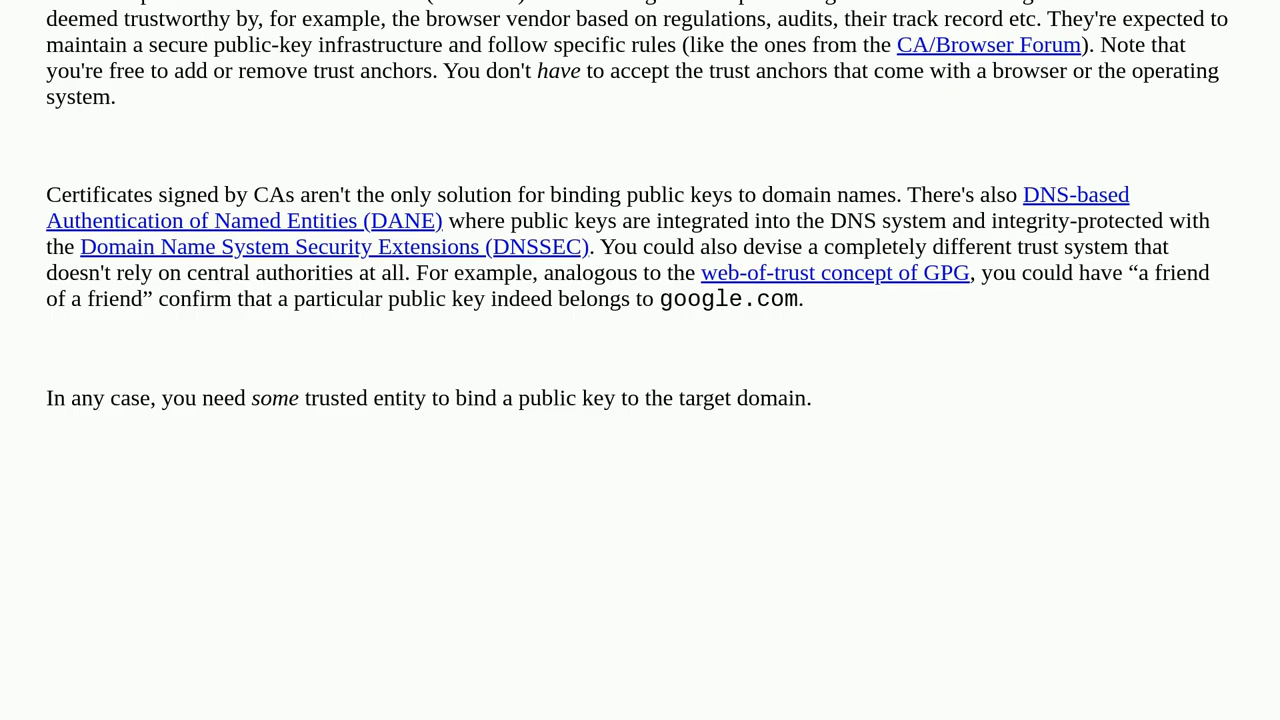 deemed trustworthy by, for example, the browser vendor based on regulations, audits, their track record etc. They're expected to
maintain a secure public-key infrastructure and follow specific rules (like the ones from the CA/Browser Forum). Note that
you're free to add or remove trust anchors. You don't have to accept the trust anchors that come with a browser or the operating
system.
Certificates signed by CAs aren't the only solution for binding public keys to domain names. There's also DNS-based
Authentication of Named Entities (DANE) where public keys are integrated into the DNS system and integrity-protected with
the Domain Name System Security Extensions (DNSSEC). You could also devise a completely different trust system that
doesn't rely on central authorities at all. For example, analogous to the web-of-trust concept of GPG, you could have “a friend
of a friend” confirm that a particular public key indeed belongs to google.com.
In any case, you need some trusted entity to bind a public key to the target domain.